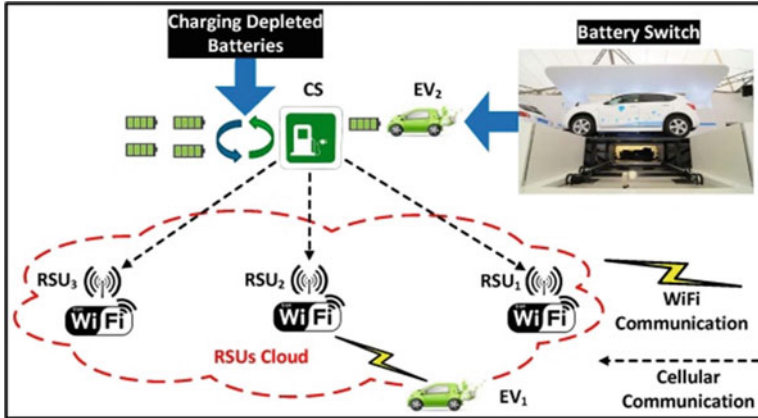 Charging Depleted
Batteries
Battery Switch
CS
EV2
RSU3
RSU2
RSU1
WiFi
WiFi
WiFi
WiFi
Communication
RSUs Cloud
EV1
Cellular
Communication